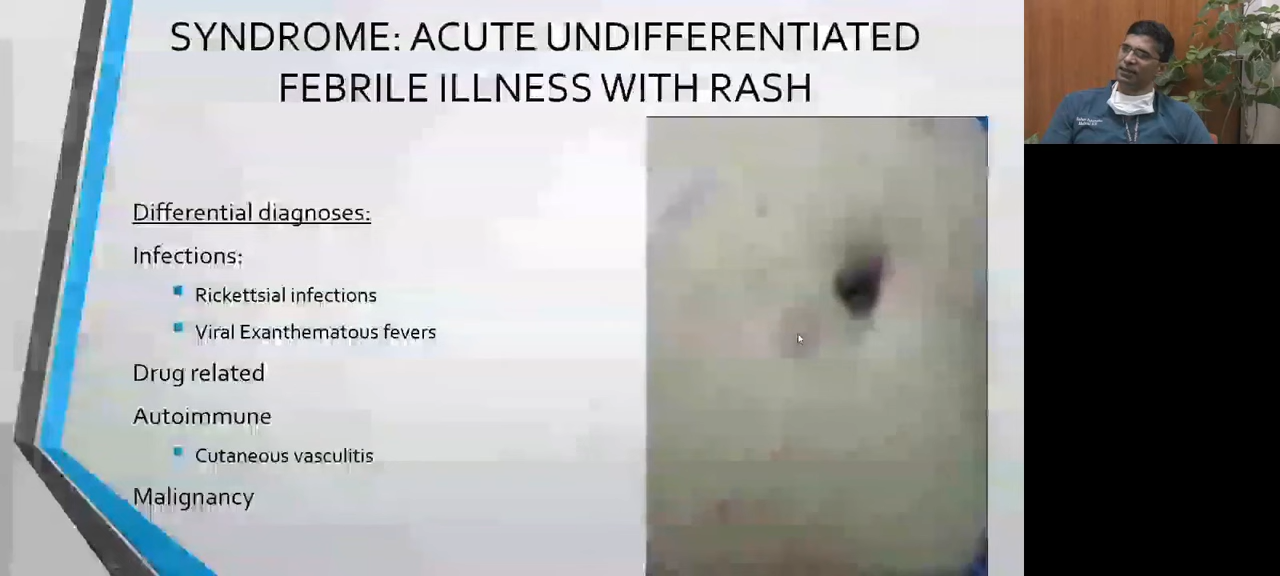 SYNDROME: ACUTE UNDIFFERENTIATED
FEBRILE ILLNESS WITH RASH
Differential diagnoses:
Infections:
Rickettsial infections
Viral Exanthematous fevers
Drug related
Autoimmune
Cutaneous vasculitis
Malignancy